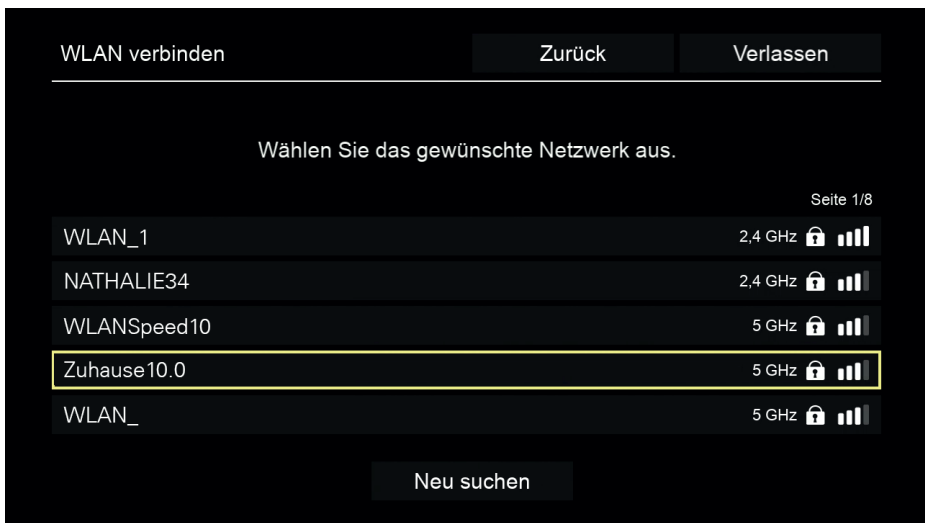 WLAN verbinden Zurück Verlassen
Wählen Sie das gewünschte Netzwerk aus.
Seite 1/8
WLAN_1 2,4 GHz
NATHALIE34 2,4 GHz
WLANSpeed10 5 GHz
Zuhause10.0 5 GHz
WLAN_ 5 GHz
Neu suchen